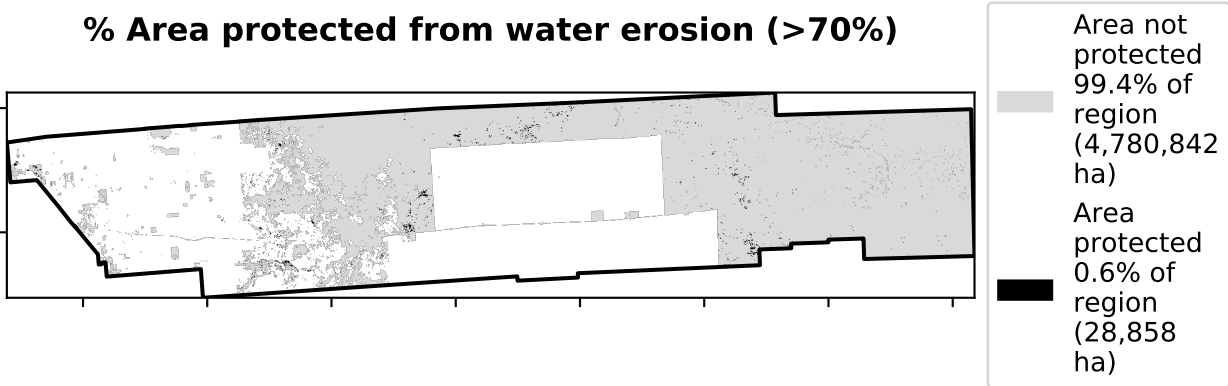 % Area protected from water erosion (>70%)
Area not
protected
99.4% of
region
(4,780,842
ha)
Area
protected
0.6% of
region
(28,858
ha)